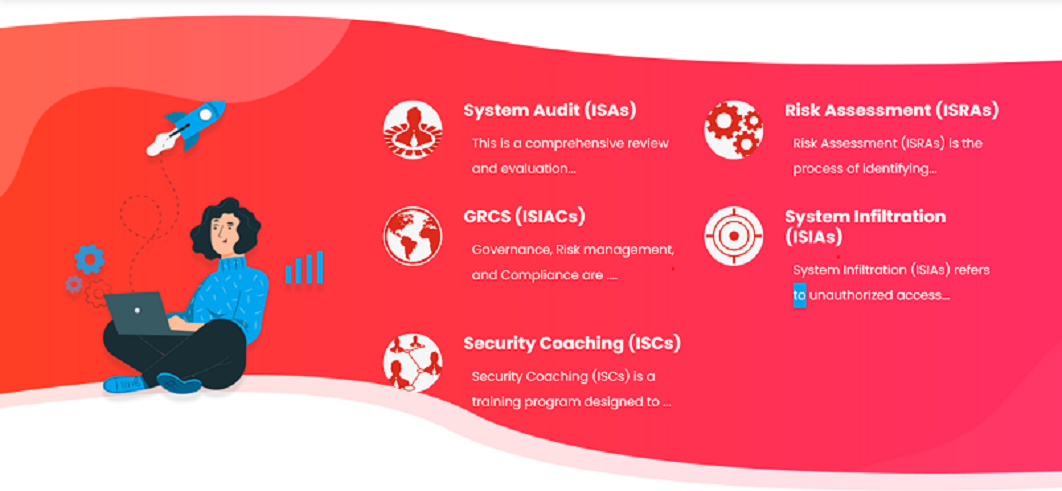 System Audit (ISAs)
This is a comprehensive review
and evaluation...
Risk Assessment (ISRAs)
Risk Assessment (ISRAs) is the
process of identifying...
GRCS (ISIACs)
Governance, Risk management,
and Compliance are ....
System Infiltration
(ISIAs)
System Infiltration (ISIAs) refers
to unauthorized access...
Security Coaching (ISCs)
Security Coaching (ISCs) is a
training program designed to ...